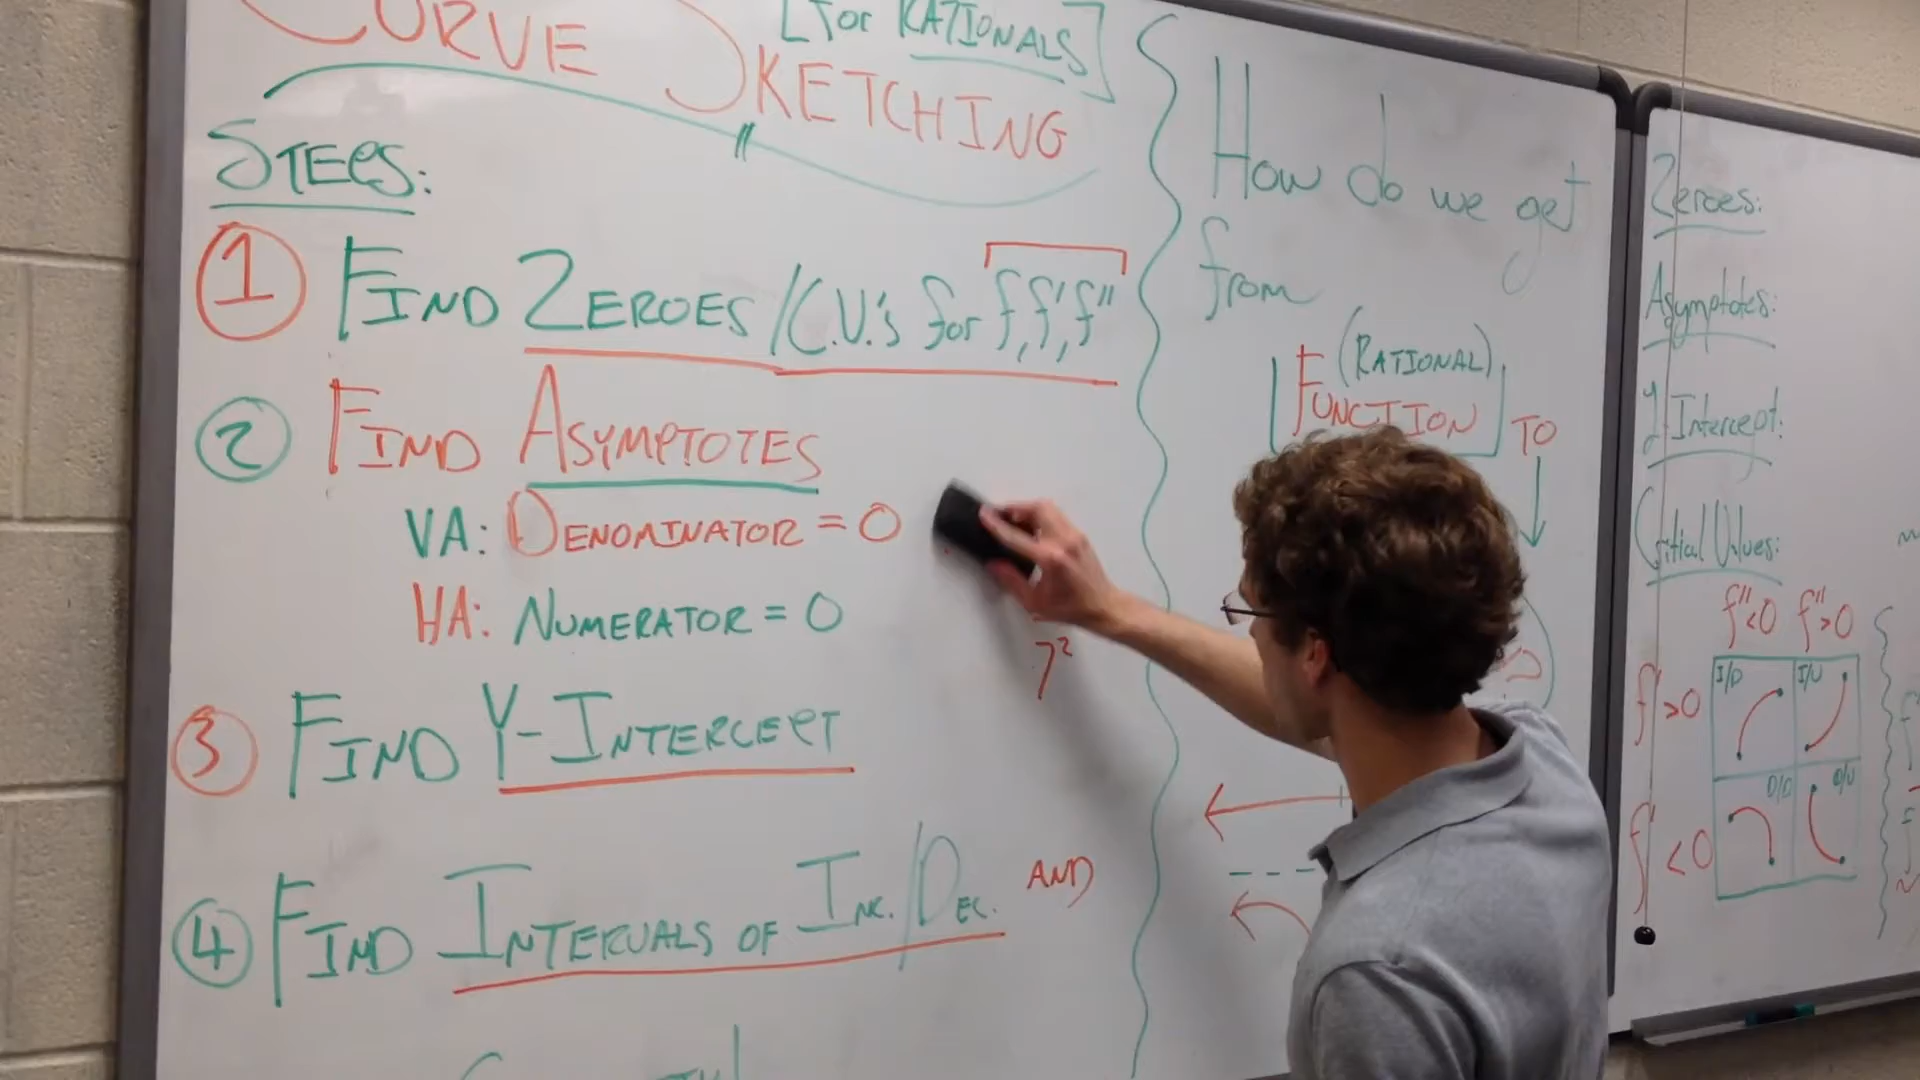 CURVE SKETCHING
[for RATIONALS]
STEPS:
1 FIND ZEROES/C.V.'s for f, f', f"
2 FIND ASYMPTOTES
VA: DENOMINATOR = 0
HA: NUMERATOR = 0
7²
3 FIND Y-INTERCEPT
4 FIND INTERVALS OF INC./DEC. AND
How do we get
from
(RATIONAL)
FUNCTION TO
Zeroes:
Asymptotes:
Y Intercept:
Critical Values:
f"<0 f">0
f'>0 I/D I/U
f'<0 D/D D/U